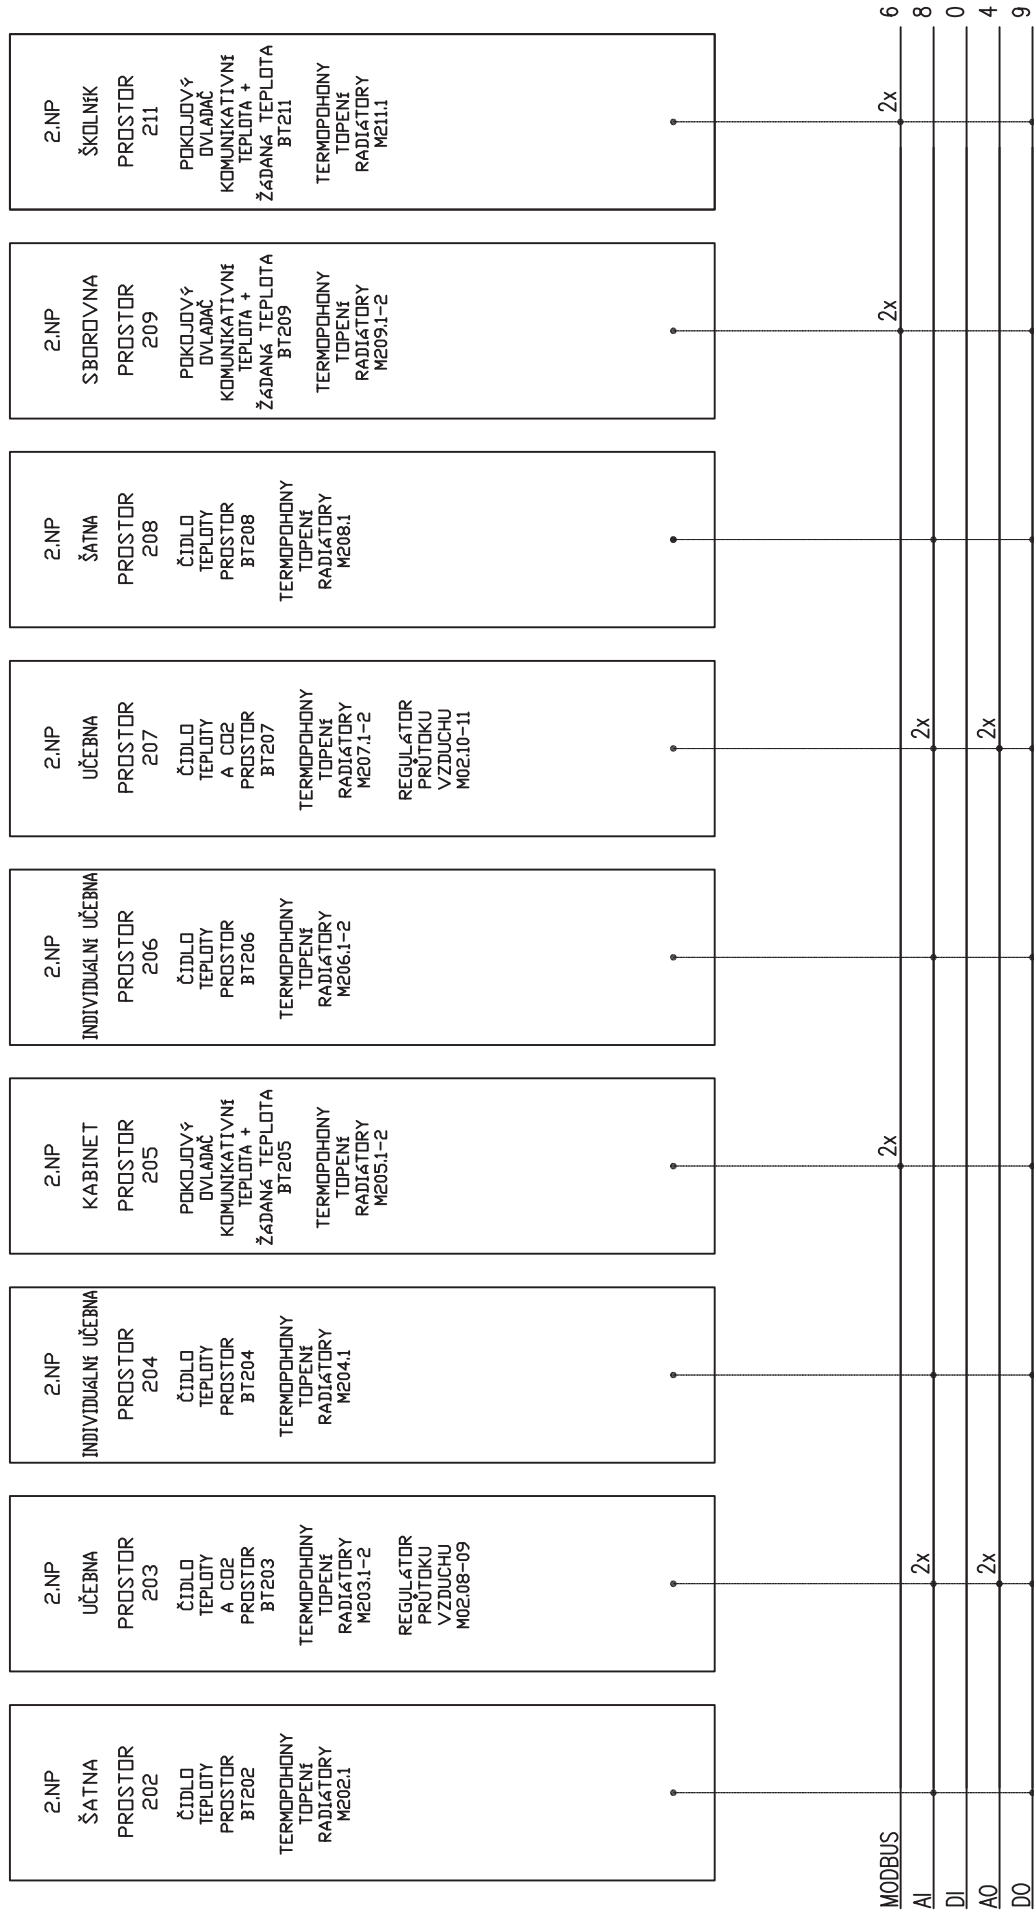 2.NP
ŠATNA
PROSTOR
202
ČIDLO
TEPLOTY
PROSTOR
BT202
TERMOPOHONY
TOPENÍ
RADIÁTORY
M202.1
2.NP
UČEBNA
PROSTOR
203
ČIDLO
TEPLOTY
A CO2
PROSTOR
BT203
TERMOPOHONY
TOPENÍ
RADIÁTORY
M203.1-2
REGULÁTOR
PRŮTOKU
VZDUCHU
M02.08-09
2.NP
INDIVIDUÁLNÍ UČEBNA
PROSTOR
204
ČIDLO
TEPLOTY
PROSTOR
BT204
TERMOPOHONY
TOPENÍ
RADIÁTORY
M204.1
2.NP
KABINET
PROSTOR
205
POKOJOVÝ
OVLADAČ
KOMUNIKATIVNÍ
TEPLOTA +
ŽÁDANÁ TEPLOTA
BT205
TERMOPOHONY
TOPENÍ
RADIÁTORY
M205.1-2
2.NP
INDIVIDUÁLNÍ UČEBNA
PROSTOR
206
ČIDLO
TEPLOTY
PROSTOR
BT206
TERMOPOHONY
TOPENÍ
RADIÁTORY
M206.1-2
2.NP
UČEBNA
PROSTOR
207
ČIDLO
TEPLOTY
A CO2
PROSTOR
BT207
TERMOPOHONY
TOPENÍ
RADIÁTORY
M207.1-2
REGULÁTOR
PRŮTOKU
VZDUCHU
M02.10-11
2.NP
ŠATNA
PROSTOR
208
ČIDLO
TEPLOTY
PROSTOR
BT208
TERMOPOHONY
TOPENÍ
RADIÁTORY
M208.1
2.NP
SBOROVNA
PROSTOR
209
POKOJOVÝ
OVLADAČ
KOMUNIKATIVNÍ
TEPLOTA +
ŽÁDANÁ TEPLOTA
BT209
TERMOPOHONY
TOPENÍ
RADIÁTORY
M209.1-2
2.NP
ŠKOLNÍK
PROSTOR
211
POKOJOVÝ
OVLADAČ
KOMUNIKATIVNÍ
TEPLOTA +
ŽÁDANÁ TEPLOTA
BT211
TERMOPOHONY
TOPENÍ
RADIÁTORY
M211.1
MODBUS 2x 2x 2x 6
AI 2x 2x 8
DI 0
AO 2x 2x 4
DO 9